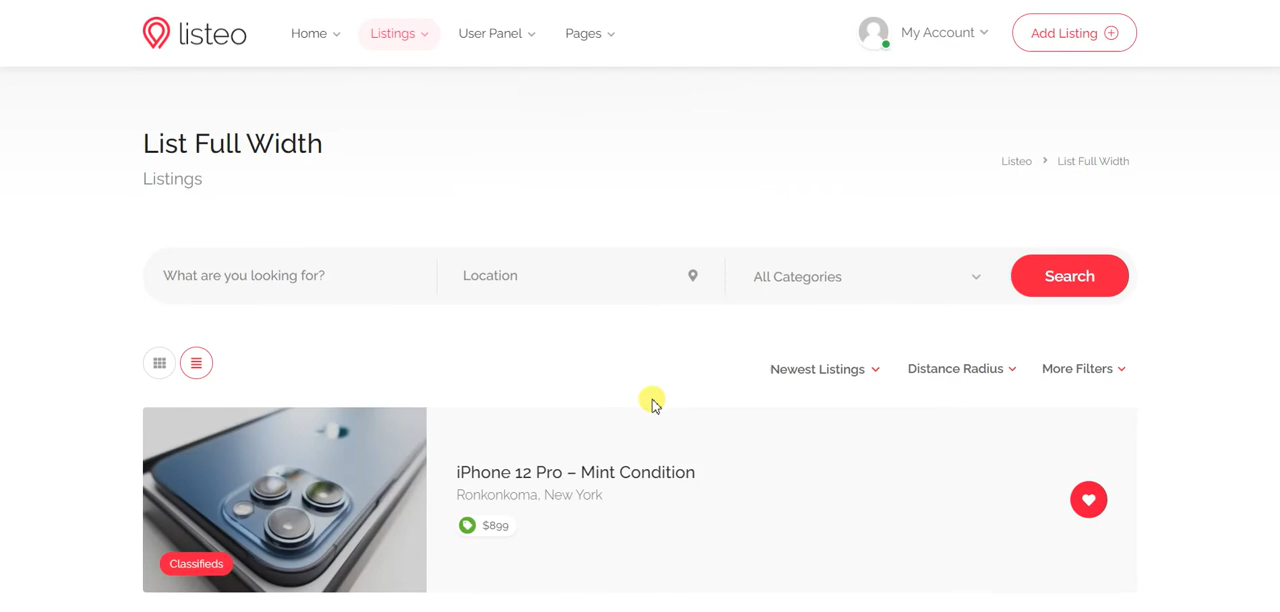 listeo
Home
Listings
User Panel
Pages
My Account
Add Listing
List Full Width
Listings
Listeo
List Full Width
What are you looking for?
Location
All Categories
Search
Newest Listings
Distance Radius
More Filters
iPhone 12 Pro – Mint Condition
Ronkonkoma, New York
$899
Classifieds